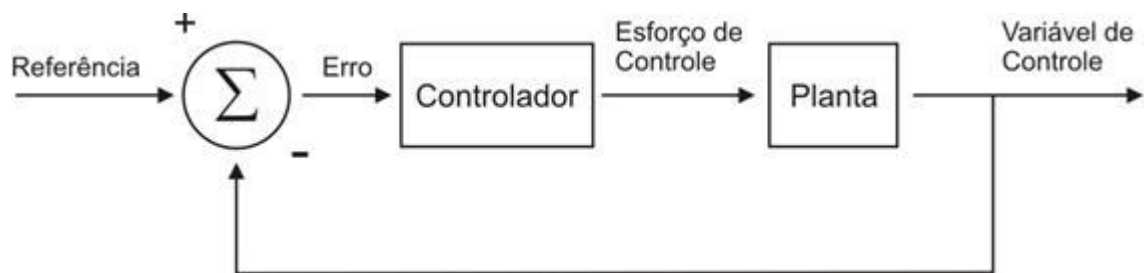 +
Referência
Σ
-
Erro
Controlador
Esforço de
Controle
Planta
Variável de
Controle